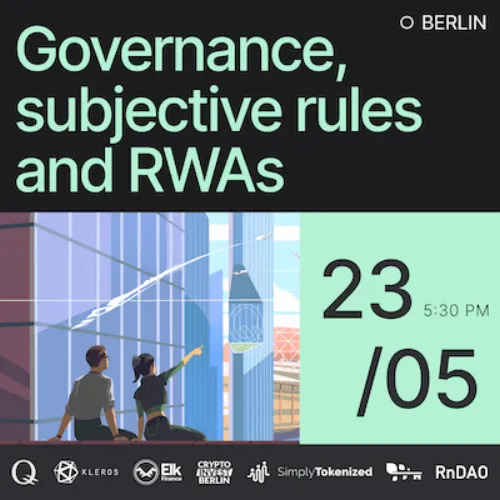 BERLIN
Governance,
subjective rules
and RWAs
23
5:30 PM
/05
Q
KLEROS
Elk
Finance
CRYPTO
INVEST
BERLIN
SimplyTokenized
RnDAO